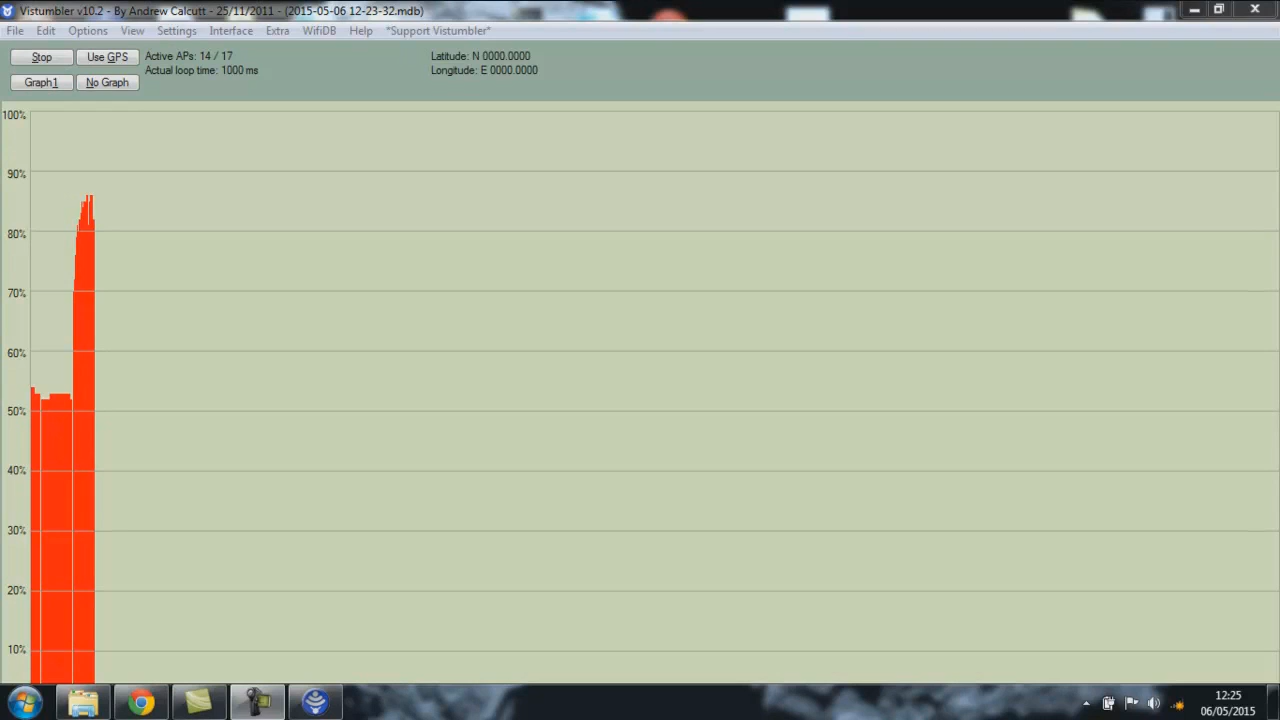 Vistumbler v10.2 - By Andrew Calcutt - 25/11/2011 - (2015-05-06 12-23-32.mdb)
File Edit Options View Settings Interface Extra WifiDB Help *Support Vistumbler*
Stop Use GPS Active APs: 14 / 17 Latitude: N 0000.0000
Actual loop time: 1000 ms Longitude: E 0000.0000
Graph1 No Graph
100%
90%
80%
70%
60%
50%
40%
30%
20%
10%
12:25
06/05/2015